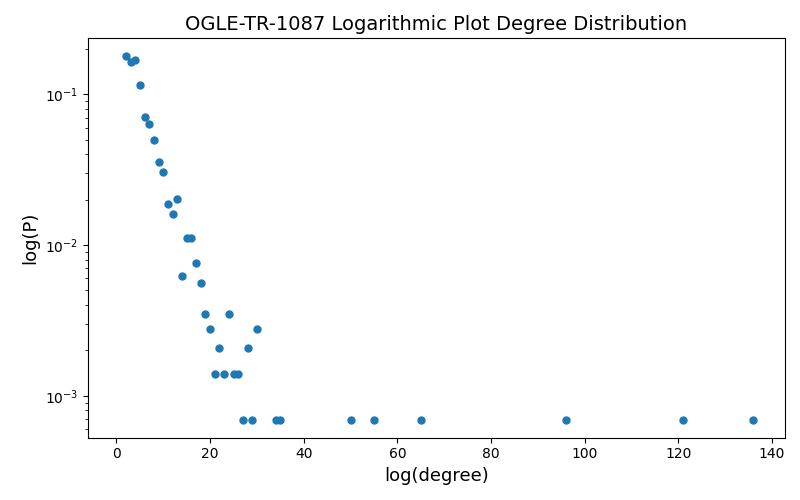 OGLE-TR-1087 Logarithmic Plot Degree Distribution
log(P)
10⁻¹
10⁻²
10⁻³
0 20 40 60 80 100 120 140
log(degree)